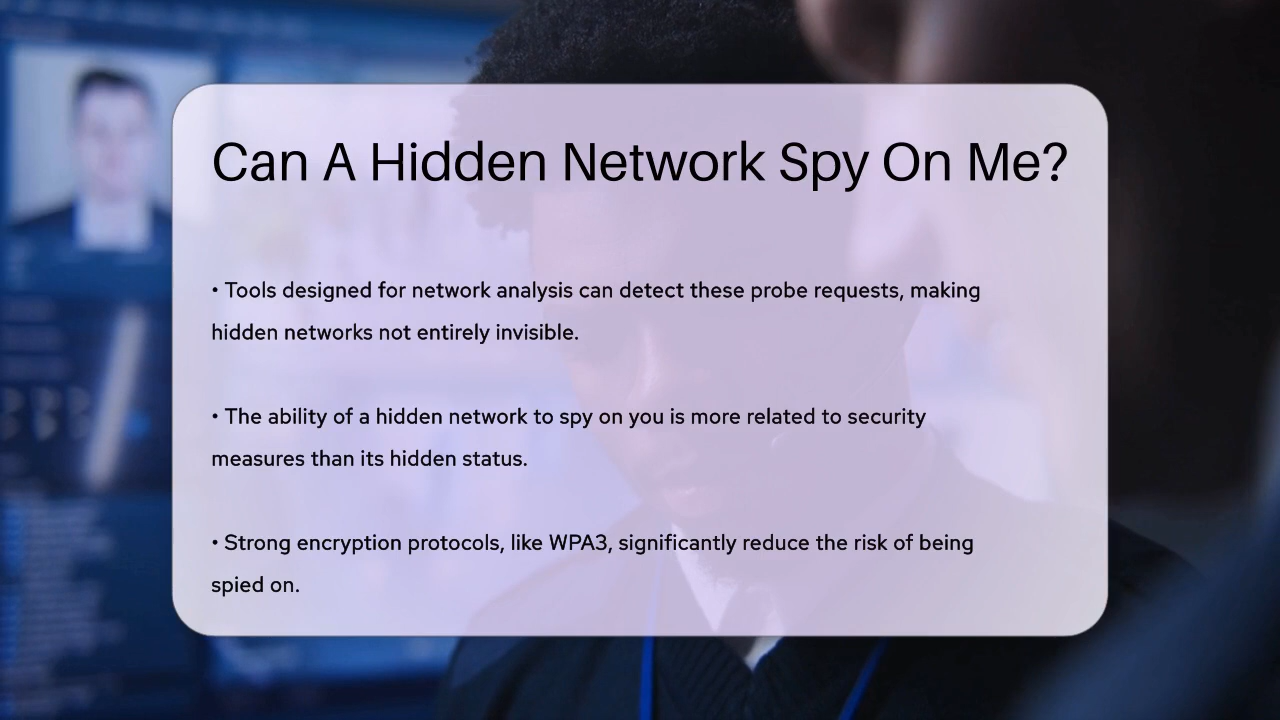 Can A Hidden Network Spy On Me?
• Tools designed for network analysis can detect these probe requests, making
hidden networks not entirely invisible.
• The ability of a hidden network to spy on you is more related to security
measures than its hidden status.
• Strong encryption protocols, like WPA3, significantly reduce the risk of being
spied on.